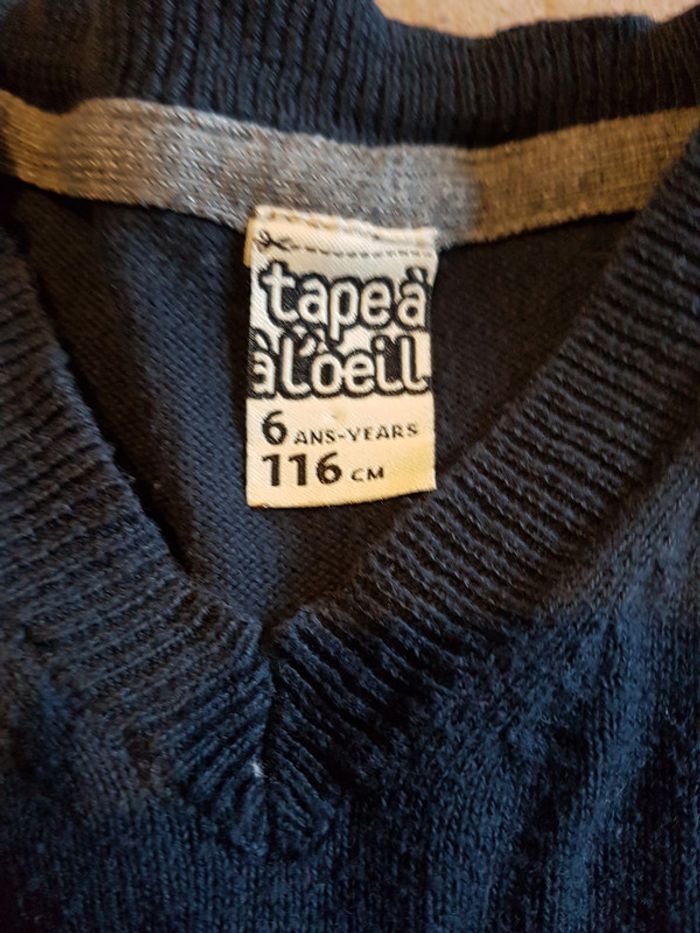 tape à
à l'oeil
6 ANS-YEARS
116 CM